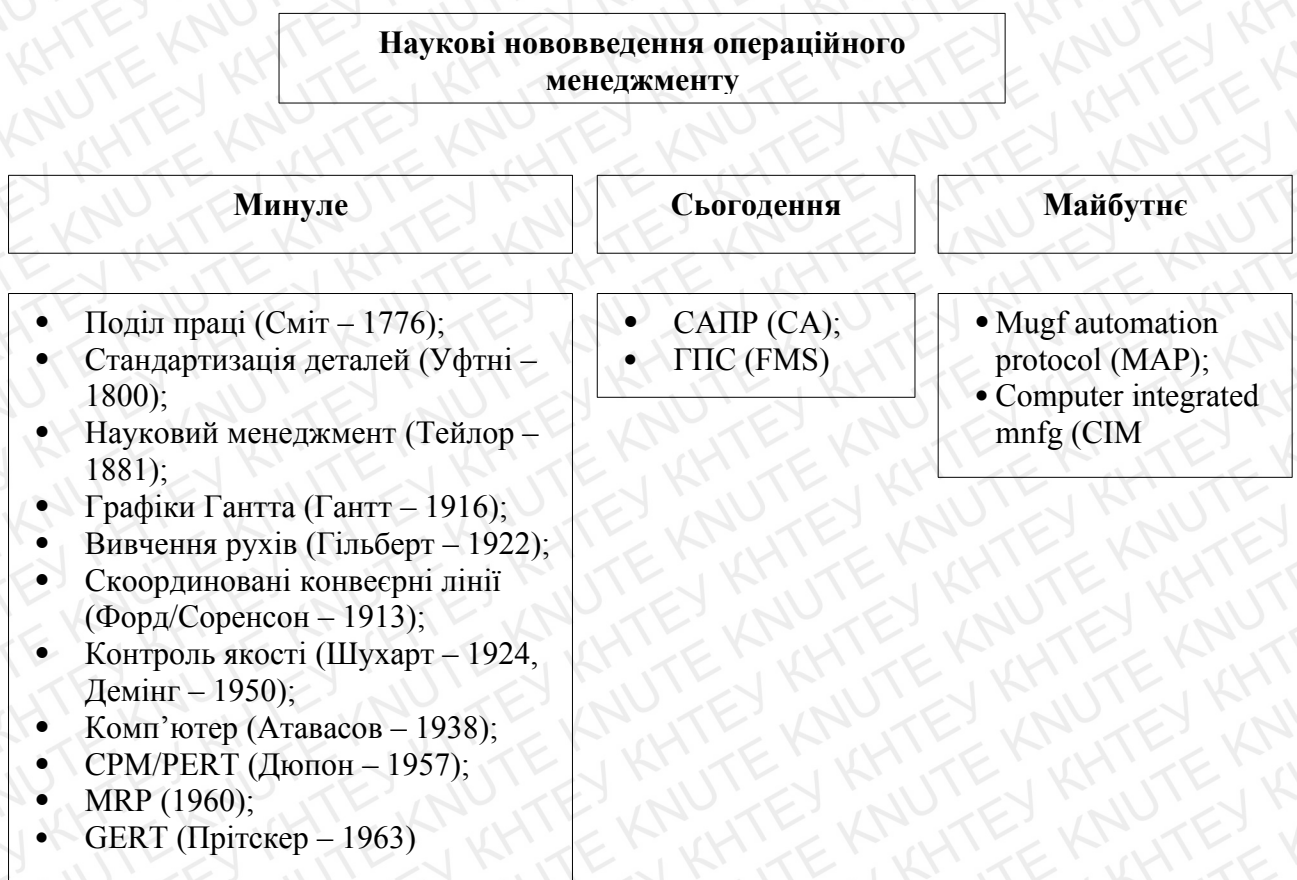 Наукові нововведення операційного
менеджменту
Минуле
Сьогодення
Майбутнє
• Поділ праці (Сміт – 1776);
• Стандартизація деталей (Уфтні –
1800);
• Науковий менеджмент (Тейлор –
1881);
• Графіки Гантта (Гантт – 1916);
• Вивчення рухів (Гільберт – 1922);
• Скоординовані конвеєрні лінії
(Форд/Соренсон – 1913);
• Контроль якості (Шухарт – 1924,
Демінг – 1950);
• Комп’ютер (Атавасов – 1938);
• CPM/PERT (Дюпон – 1957);
• MRP (1960);
• GERT (Прітскер – 1963)
• САПР (CA);
• ГПС (FMS)
• Mugf automation
protocol (MAP);
• Computer integrated
mnfg (CIM